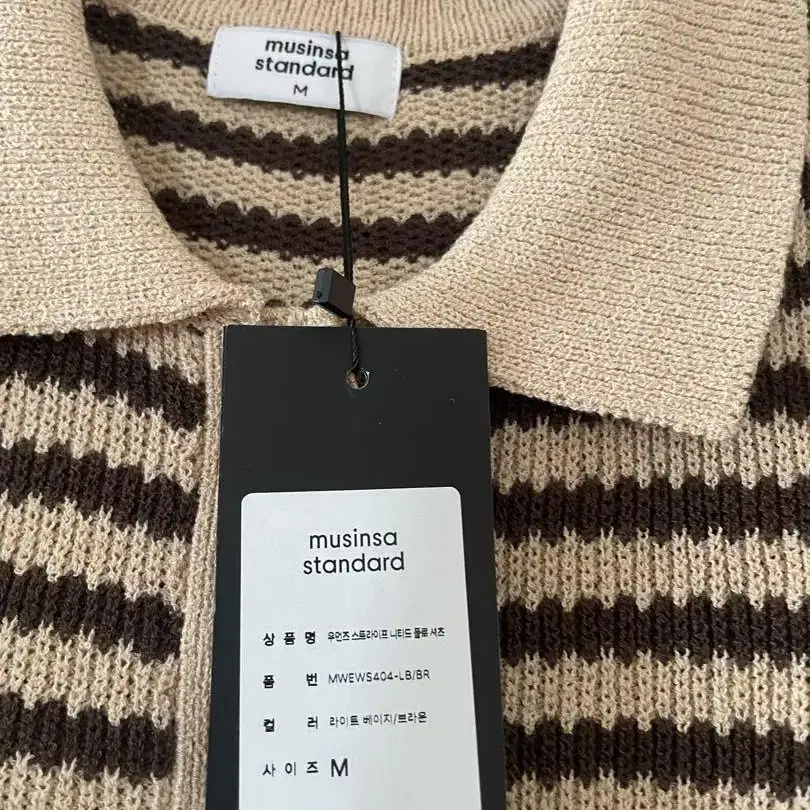 musinsa
standard
M
musinsa
standard
상품명 우먼즈 스트라이프 니티드 폴로 셔츠
품번 MWEWS404-LB/BR
컬러 라이트 베이지/브라운
사이즈 M